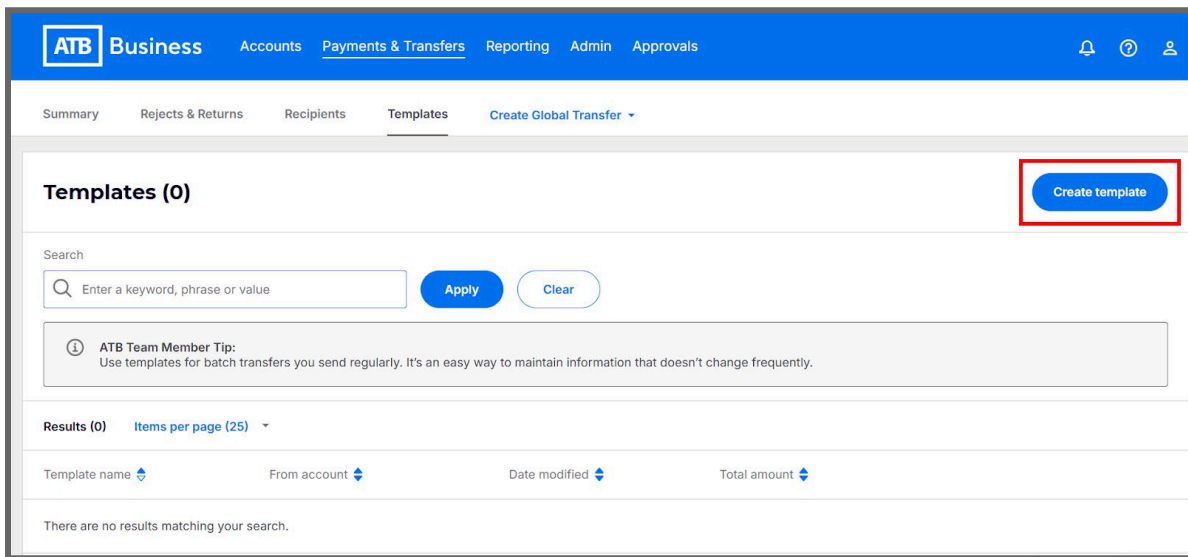 ATB Business Accounts Payments & Transfers Reporting Admin Approvals
Summary Rejects & Returns Recipients Templates Create Global Transfer
Templates (0) Create template
Search
Enter a keyword, phrase or value Apply Clear
ATB Team Member Tip:
Use templates for batch transfers you send regularly. It's an easy way to maintain information that doesn't change frequently.
Results (0) Items per page (25)
Template name From account Date modified Total amount
There are no results matching your search.